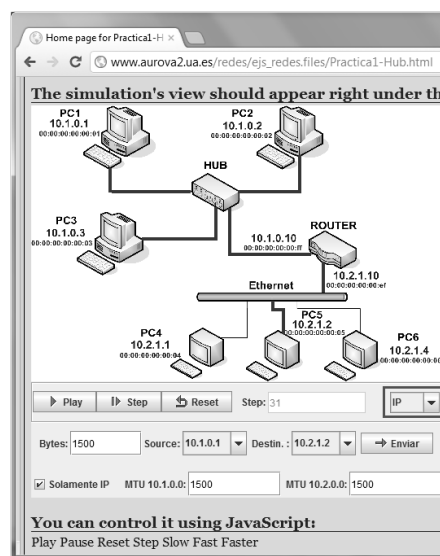 Home page for Practica1-H
www.aurova2.ua.es/redes/ejs_redes.files/Practica1-Hub.html
The simulation's view should appear right under th
PC1
10.1.0.1
00:00:00:00:00:01
PC2
10.1.0.2
00:00:00:00:00:02
HUB
PC3
10.1.0.3
00:00:00:00:00:03
ROUTER
10.1.0.10
00:00:00:00:00:ff
10.2.1.10
00:00:00:00:00:ef
Ethernet
PC4
10.2.1.1
00:00:00:00:00:04
PC5
10.2.1.2
00:00:00:00:00:05
PC6
10.2.1.4
00:00:00:00:00:00
Play Step Reset Step: 31 IP
Bytes: 1500 Source: 10.1.0.1 Destin. : 10.2.1.2 Enviar
Solamente IP MTU 10.1.0.0: 1500 MTU 10.2.0.0: 1500
You can control it using JavaScript:
Play Pause Reset Step Slow Fast Faster